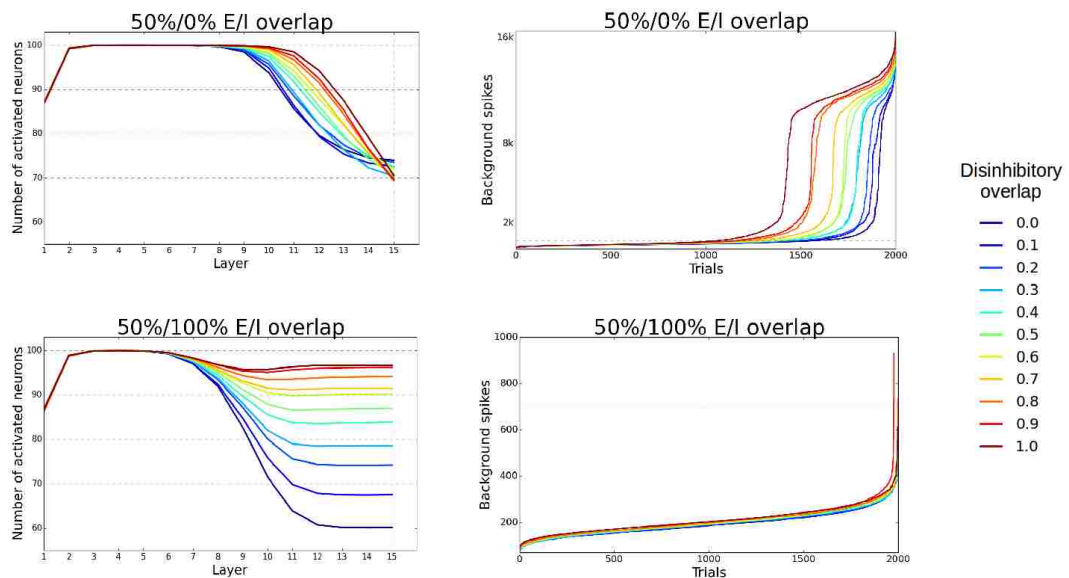 50%/0% E/I overlap
Number of activated neurons
100
90
80
70
60
1 2 3 4 5 6 7 8 9 10 11 12 13 14 15
Layer
50%/0% E/I overlap
Background spikes
16k
8k
2k
0 500 1000 1500 2000
Trials
50%/100% E/I overlap
Number of activated neurons
100
90
80
70
60
1 2 3 4 5 6 7 8 9 10 11 12 13 14 15
Layer
50%/100% E/I overlap
Background spikes
1000
800
600
400
200
0 500 1000 1500 2000
Trials
Disinhibitory
overlap
0.0
0.1
0.2
0.3
0.4
0.5
0.6
0.7
0.8
0.9
1.0